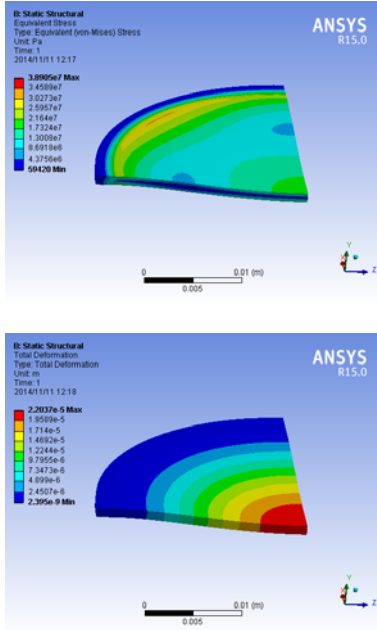 B: Static Structural
Equivalent Stress
Type: Equivalent (von-Mises) Stress
Unit: Pa
Time: 1
2014/11/11 12:17
ANSYS
R15.0
3.8905e7 Max
3.4589e7
3.0273e7
2.5957e7
2.164e7
1.7324e7
1.3008e7
8.6918e6
4.3756e6
59420 Min
Y
X
Z
0
0.01 (m)
0.005
B: Static Structural
Total Deformation
Type: Total Deformation
Unit: m
Time: 1
2014/11/11 12:18
ANSYS
R15.0
2.2037e-5 Max
1.9589e-5
1.714e-5
1.4692e-5
1.2244e-5
9.7955e-6
7.3473e-6
4.899e-6
2.4507e-6
2.395e-9 Min
Y
X
Z
0
0.01 (m)
0.005